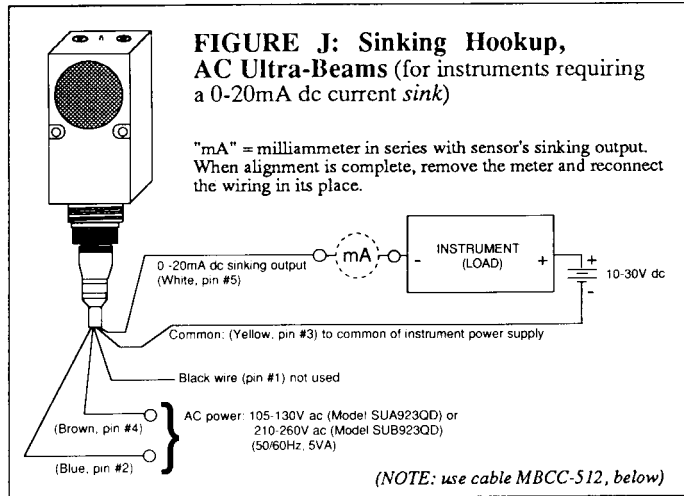 FIGURE J: Sinking Hookup,
AC Ultra-Beams (for instruments requiring
a 0-20mA dc current sink)
"mA" = milliammeter in series with sensor's sinking output.
When alignment is complete, remove the meter and reconnect
the wiring in its place.
0 -20mA dc sinking output
(White, pin #5)
mA
-
INSTRUMENT
(LOAD)
+
+
10-30V dc
-
Common: (Yellow, pin #3) to common of instrument power supply
Black wire (pin #1) not used
(Brown, pin #4)
AC power: 105-130V ac (Model SUA923QD) or
210-260V ac (Model SUB923QD)
(50/60Hz, 5VA)
(Blue, pin #2)
(NOTE: use cable MBCC-512, below)